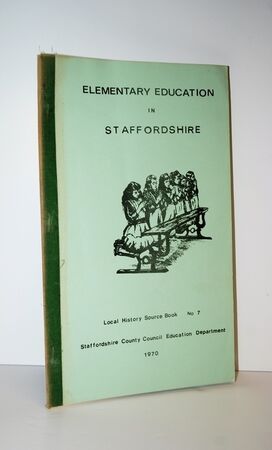 ELEMENTARY EDUCATION
IN
STAFFORDSHIRE
Local History Source Book No 7
Staffordshire County Council Education Department
1970